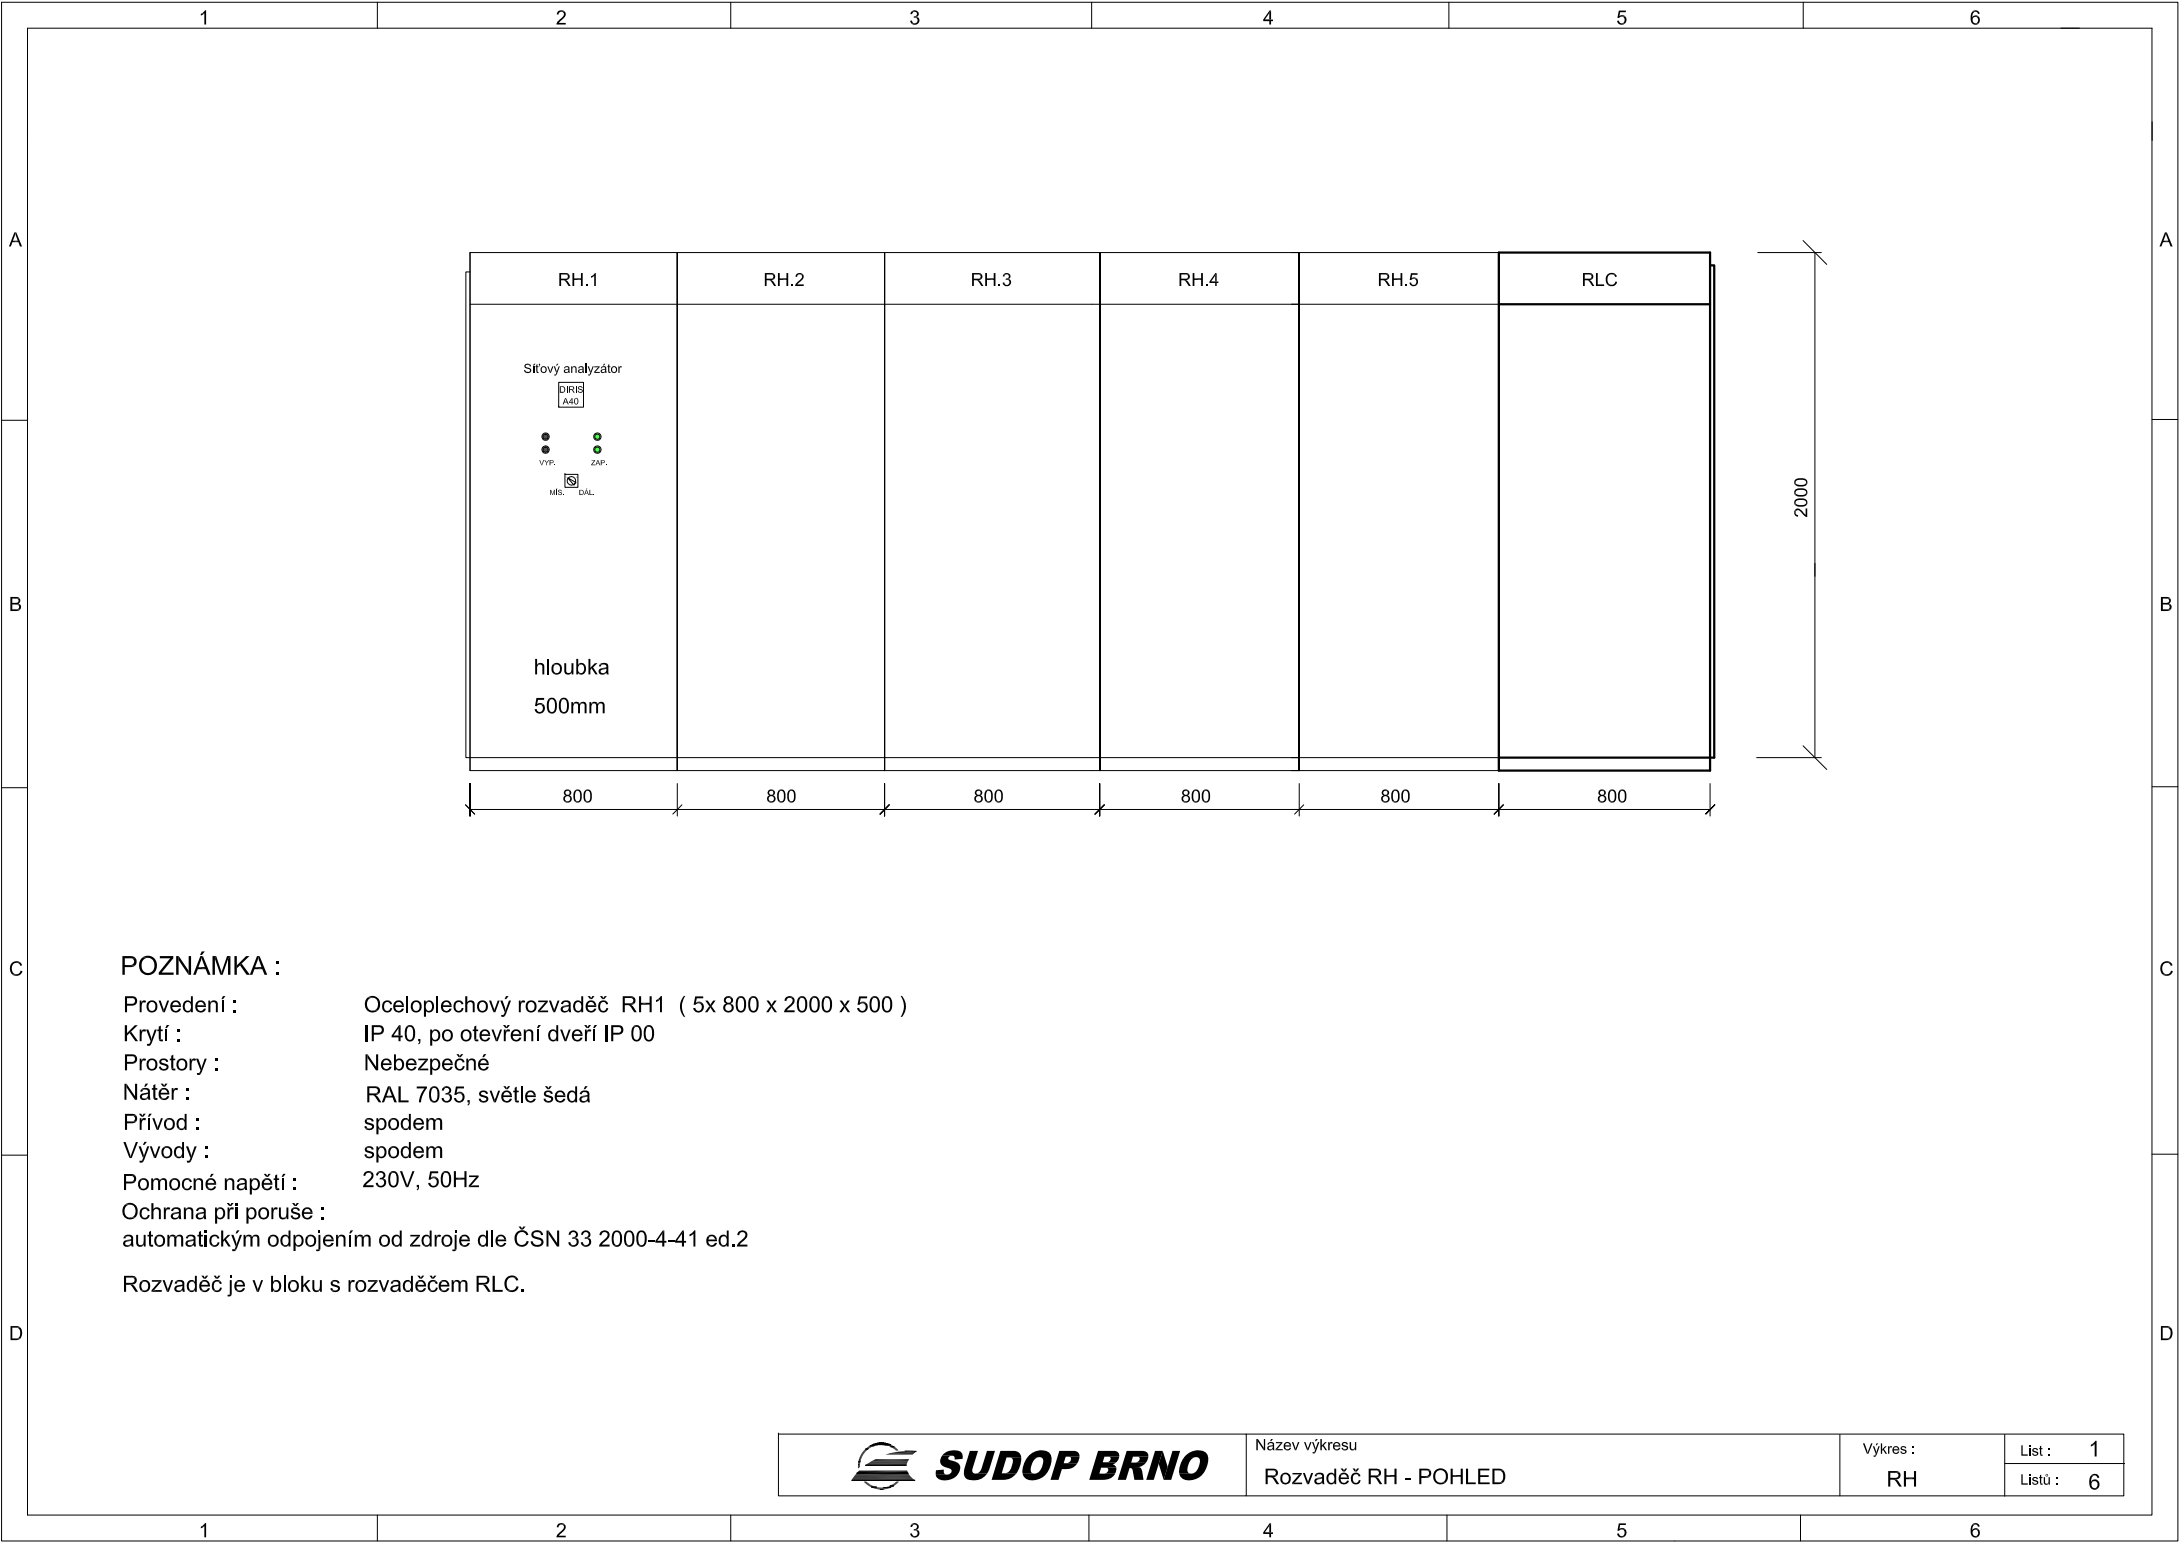 1 2 3 4 5 6
A A
RH.1 RH.2 RH.3 RH.4 RH.5 RLC
Síťový analyzátor
DIRIS
A40
VYP. ZAP.
MÍS. DÁL.
2000
B B
hloubka
500mm
800 800 800 800 800 800
C C
POZNÁMKA :
Provedení : Oceloplechový rozvaděč RH1 ( 5x 800 x 2000 x 500 )
Krytí : IP 40, po otevření dveří IP 00
Prostory : Nebezpečné
Nátěr : RAL 7035, světle šedá
Přívod : spodem
Vývody : spodem
Pomocné napětí : 230V, 50Hz
Ochrana při poruše :
automatickým odpojením od zdroje dle ČSN 33 2000-4-41 ed.2
Rozvaděč je v bloku s rozvaděčem RLC.
D D
SUDOP BRNO
Název výkresu
Rozvaděč RH - POHLED
Výkres :
RH
List : 1
Listů : 6
1 2 3 4 5 6